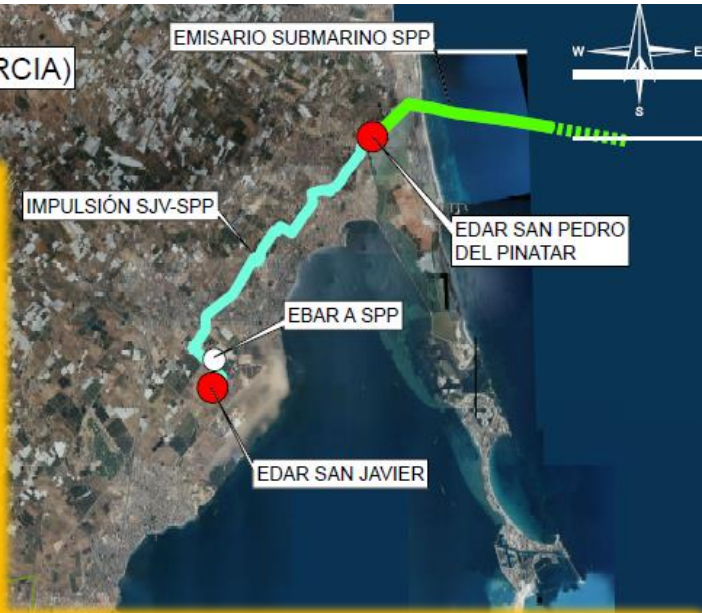 RCIA)
EMISARIO SUBMARINO SPP
W
E
S
IMPULSIÓN SJV-SPP
EDAR SAN PEDRO
DEL PINATAR
EBAR A SPP
EDAR SAN JAVIER